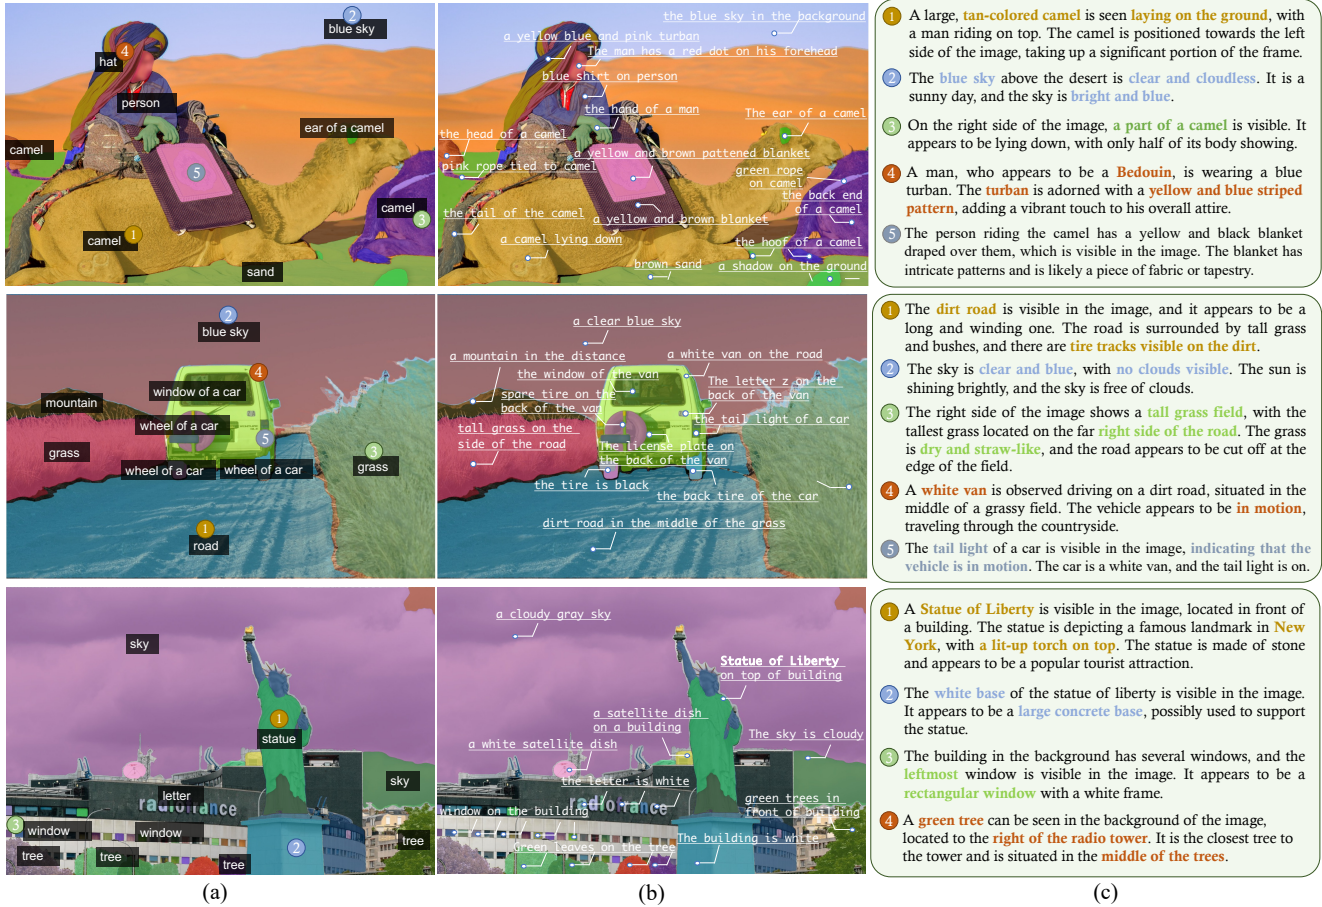 2
blue sky
4
hat
person
ear of a camel
camel
5
camel
3
camel 1
sand
the blue sky in the background
a yellow blue and pink turban
The man has a red dot on his forehead
blue shirt on person
the hand of a man
The ear of a camel
the head of a camel
a yellow and brown pattened blanket
pink rope tied to camel
green rope
on camel
the back end
of a camel
the tail of the camel
a yellow and brown blanket
a camel lying down
the hoof of a camel
brown sand
a shadow on the ground
1 A large, tan-colored camel is seen laying on the ground, with
a man riding on top. The camel is positioned towards the left
side of the image, taking up a significant portion of the frame.
2 The blue sky above the desert is clear and cloudless. It is a
sunny day, and the sky is bright and blue.
3 On the right side of the image, a part of a camel is visible. It
appears to be lying down, with only half of its body showing.
4 A man, who appears to be a Bedouin, is wearing a blue
turban. The turban is adorned with a yellow and blue striped
pattern, adding a vibrant touch to his overall attire.
5 The person riding the camel has a yellow and black blanket
draped over them, which is visible in the image. The blanket has
intricate patterns and is likely a piece of fabric or tapestry.
2
blue sky
4
window of a car
mountain
wheel of a car
5
grass
3
grass
wheel of a car
wheel of a car
1
road
a clear blue sky
a mountain in the distance
a white van on the road
the window of the van
The letter z on the
back of the van
spare tire on the
back of the van
the tail light of a car
tall grass on the
side of the road
The license plate on
the back of the van
the tire is black
the back tire of the car
dirt road in the middle of the grass
1 The dirt road is visible in the image, and it appears to be a
long and winding one. The road is surrounded by tall grass
and bushes, and there are tire tracks visible on the dirt.
2 The sky is clear and blue, with no clouds visible. The sun is
shining brightly, and the sky is free of clouds.
3 The right side of the image shows a tall grass field, with the
tallest grass located on the far right side of the road. The grass
is dry and straw-like, and the road appears to be cut off at the
edge of the field.
4 A white van is observed driving on a dirt road, situated in the
middle of a grassy field. The vehicle appears to be in motion,
traveling through the countryside.
5 The tail light of a car is visible in the image, indicating that the
vehicle is in motion. The car is a white van, and the tail light is on.
sky
1
statue
sky
letter
radiofrance
3
window
window
2
tree
tree
tree
tree
a cloudy gray sky
Statue of Liberty
on top of building
a satellite dish
on a building
The sky is cloudy
a white satellite dish
the letter is white
radiofrance
green trees in
front of building
window on the building
The building is white
Green leaves on the tree
1 A Statue of Liberty is visible in the image, located in front of
a building. The statue is depicting a famous landmark in New
York, with a lit-up torch on top. The statue is made of stone
and appears to be a popular tourist attraction.
2 The white base of the statue of liberty is visible in the image.
It appears to be a large concrete base, possibly used to support
the statue.
3 The building in the background has several windows, and the
leftmost window is visible in the image. It appears to be a
rectangular window with a white frame.
4 A green tree can be seen in the background of the image,
located to the right of the radio tower. It is the closest tree to
the tower and is situated in the middle of the trees.
(a)
(b)
(c)